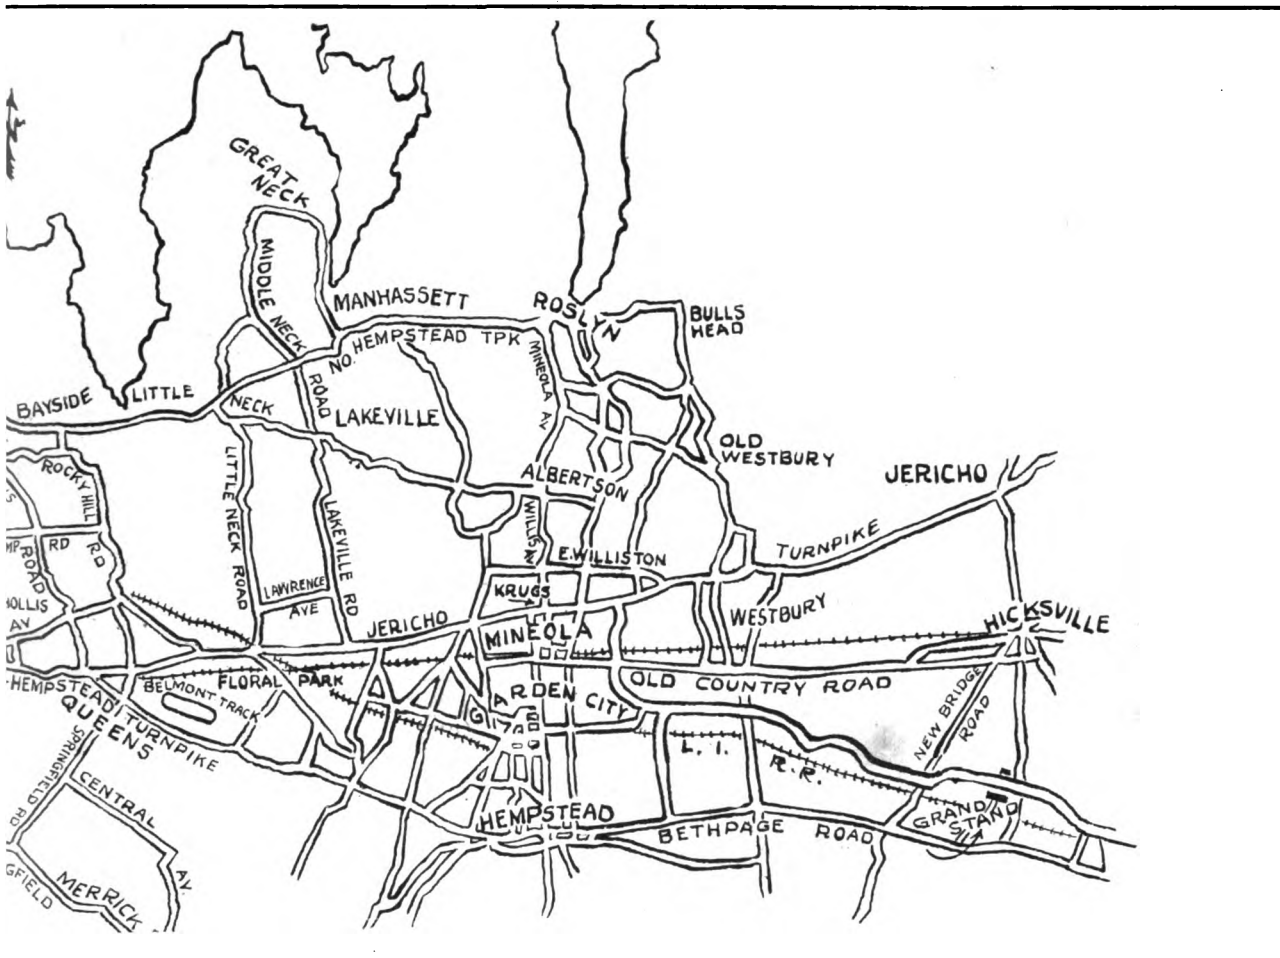 GREAT
NECK
MIDDLE NECK
ROAD
MANHASSETT
ROSLYN
BULLS
HEAD
NO. HEMPSTEAD TPK
MINEOLA AV
BAYSIDE
LITTLE
NECK
LAKEVILLE
OLD
WESTBURY
ROCKY HILL
RD
LITTLE NECK ROAD
LAKEVILLE RD
ALBERTSON
WILLIS AV
JERICHO
TURNPIKE
RD
ROAD
E. WILLISTON
LAWRENCE
AVE
KRUGS
HOLLIS
AV
JERICHO
MINEOLA
WESTBURY
HICKSVILLE
HEMPSTEAD TURNPIKE
QUEENS
BELMONT TRACK
FLORAL PARK
GARDEN CITY
OLD COUNTRY ROAD
NEW BRIDGE
ROAD
L. I. R. R.
SPRINGFIELD RD
CENTRAL
AV.
HEMPSTEAD
BETHPAGE ROAD
GRAND
STAND
GFIELD
MERRICK